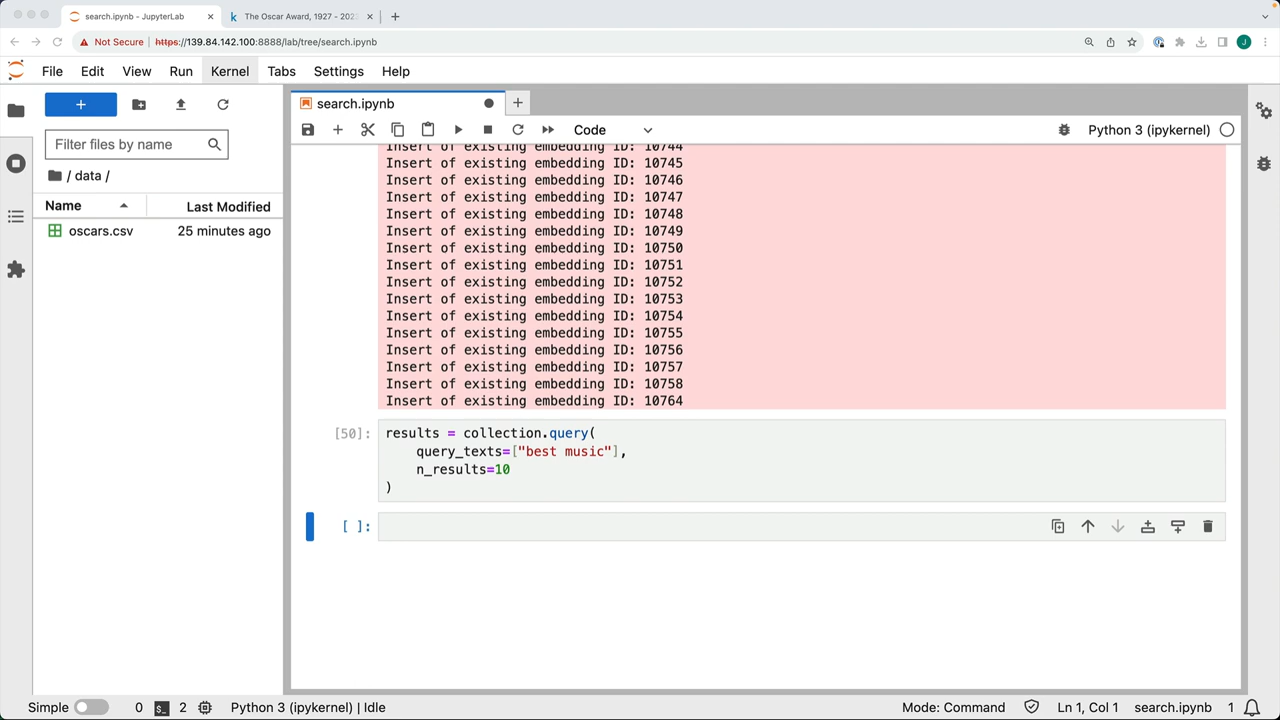 search.ipynb - JupyterLab
The Oscar Award, 1927 - 202
Not Secure
https://139.84.142.100:8888/lab/tree/search.ipynb
J
File Edit View Run Kernel Tabs Settings Help
Filter files by name
/ data /
Name Last Modified
oscars.csv 25 minutes ago
search.ipynb
Code
Python 3 (ipykernel)
Insert of existing embedding ID: 10744
Insert of existing embedding ID: 10745
Insert of existing embedding ID: 10746
Insert of existing embedding ID: 10747
Insert of existing embedding ID: 10748
Insert of existing embedding ID: 10749
Insert of existing embedding ID: 10750
Insert of existing embedding ID: 10751
Insert of existing embedding ID: 10752
Insert of existing embedding ID: 10753
Insert of existing embedding ID: 10754
Insert of existing embedding ID: 10755
Insert of existing embedding ID: 10756
Insert of existing embedding ID: 10757
Insert of existing embedding ID: 10758
Insert of existing embedding ID: 10764
[50]: results = collection.query(
query_texts=["best music"],
n_results=10
)
[ ]:
Simple 0 2 Python 3 (ipykernel) | Idle Mode: Command Ln 1, Col 1 search.ipynb 1